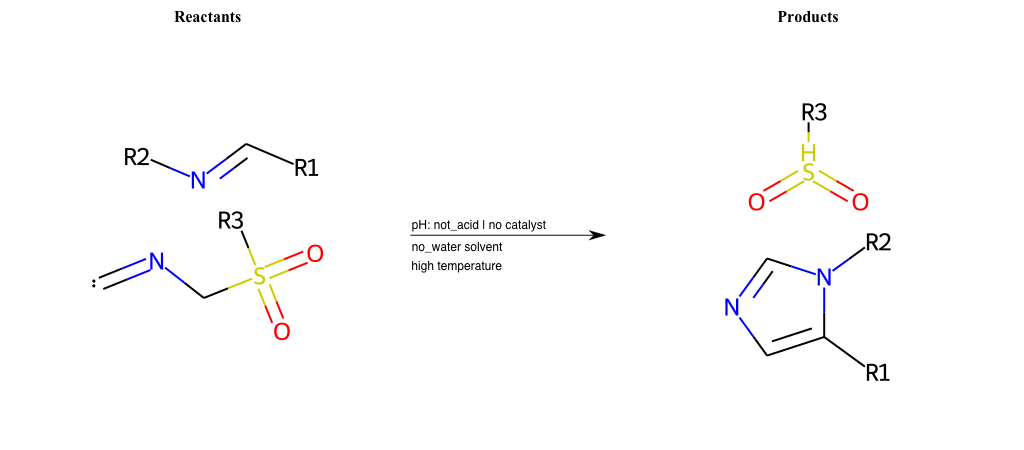 Reactants
Products
R3
H
S
O
O
R2
N
R1
R3
N
S
O
O
pH: not_acid | no catalyst
no_water solvent
high temperature
R2
N
N
R1